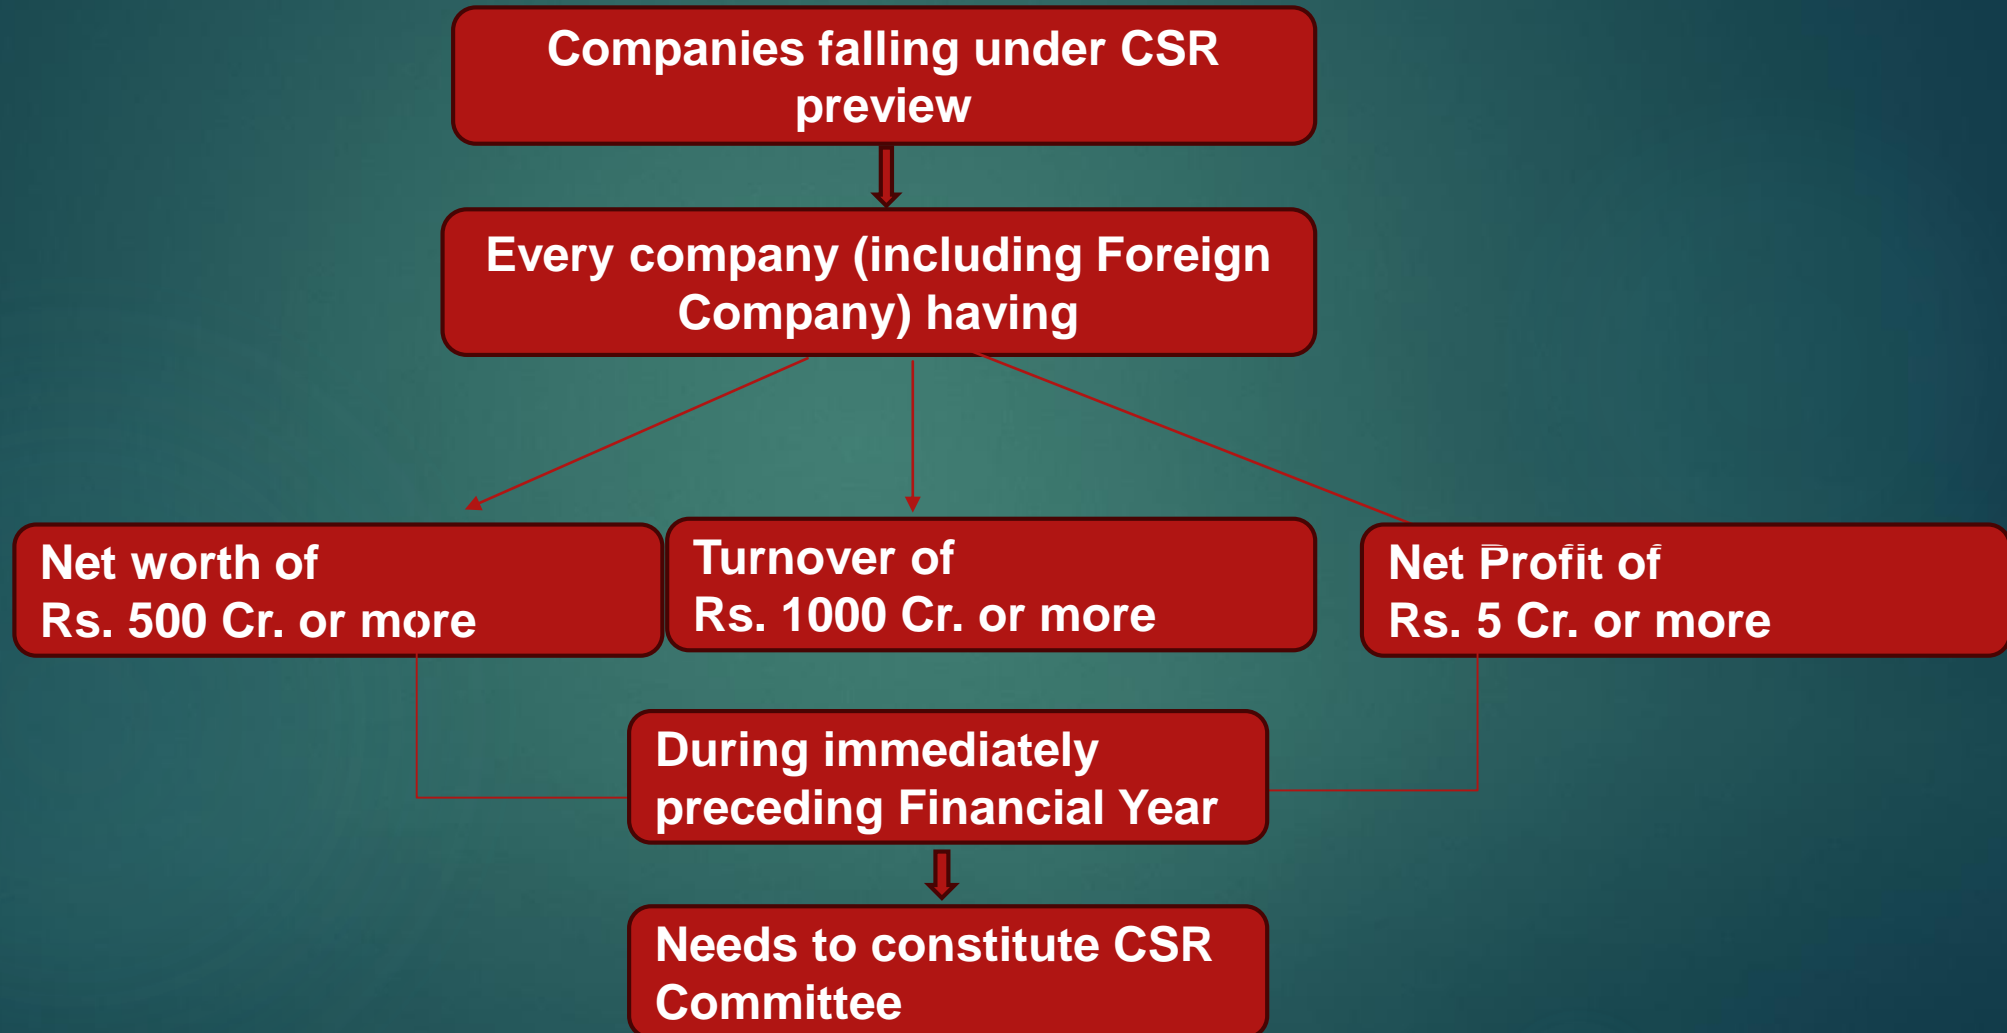 Companies falling under CSR
preview
Every company (including Foreign
Company) having
Net worth of
Rs. 500 Cr. or more
Turnover of
Rs. 1000 Cr. or more
Net Profit of
Rs. 5 Cr. or more
During immediately
preceding Financial Year
Needs to constitute CSR
Committee